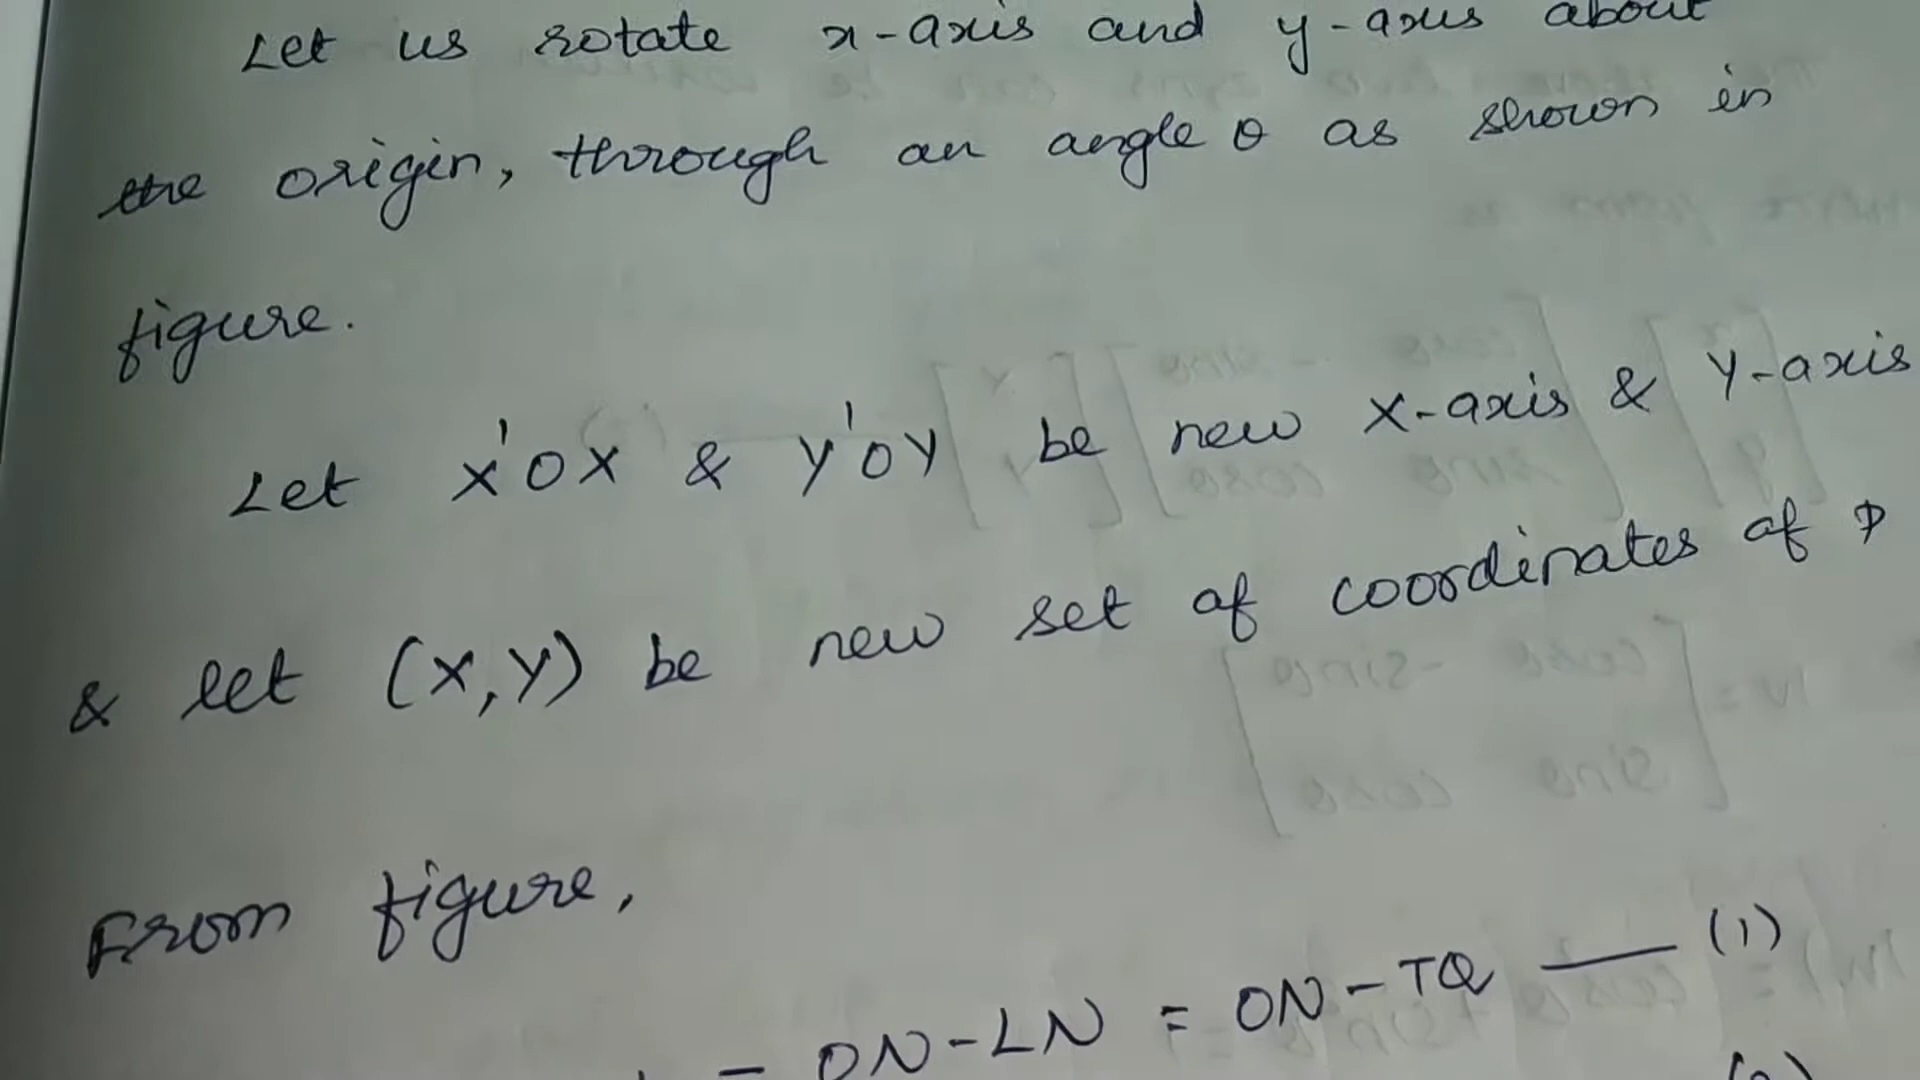 Let us rotate x-axis and y-axis about
the origin, through an angle θ as shown in
figure.
Let X'OX & Y'OY be new X-axis & Y-axis
& let (X,Y) be new set of coordinates of P
From figure,
= ON-LN = ON-TQ —— (1)